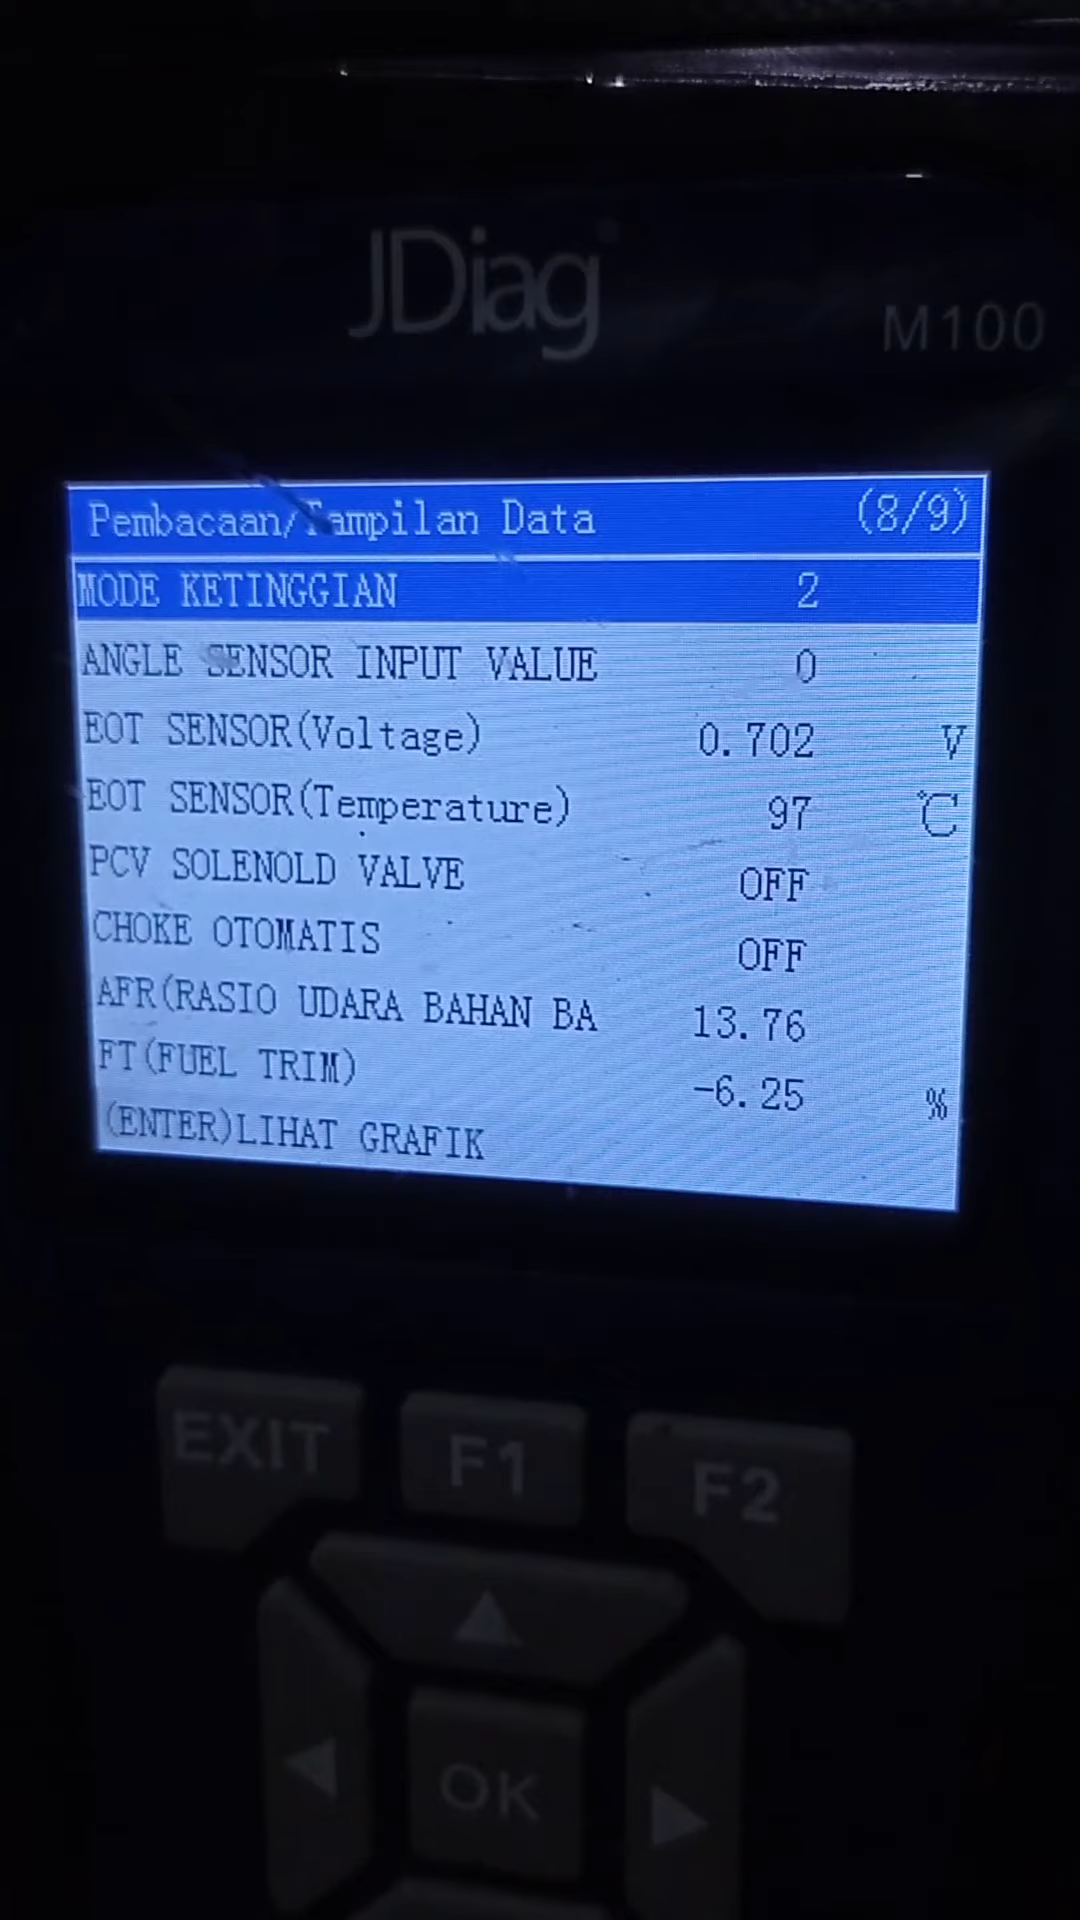 JDiag
M100
Pembacaan/Tampilan Data (8/9)
MODE KETINGGIAN 2
ANGLE SENSOR INPUT VALUE 0
EOT SENSOR(Voltage) 0.702 V
EOT SENSOR(Temperature) 97 ℃
PCV SOLENOLD VALVE OFF
CHOKE OTOMATIS OFF
AFR(RASIO UDARA BAHAN BA 13.76
FT(FUEL TRIM) -6.25 %
(ENTER)LIHAT GRAFIK
EXIT F1 F2
OK